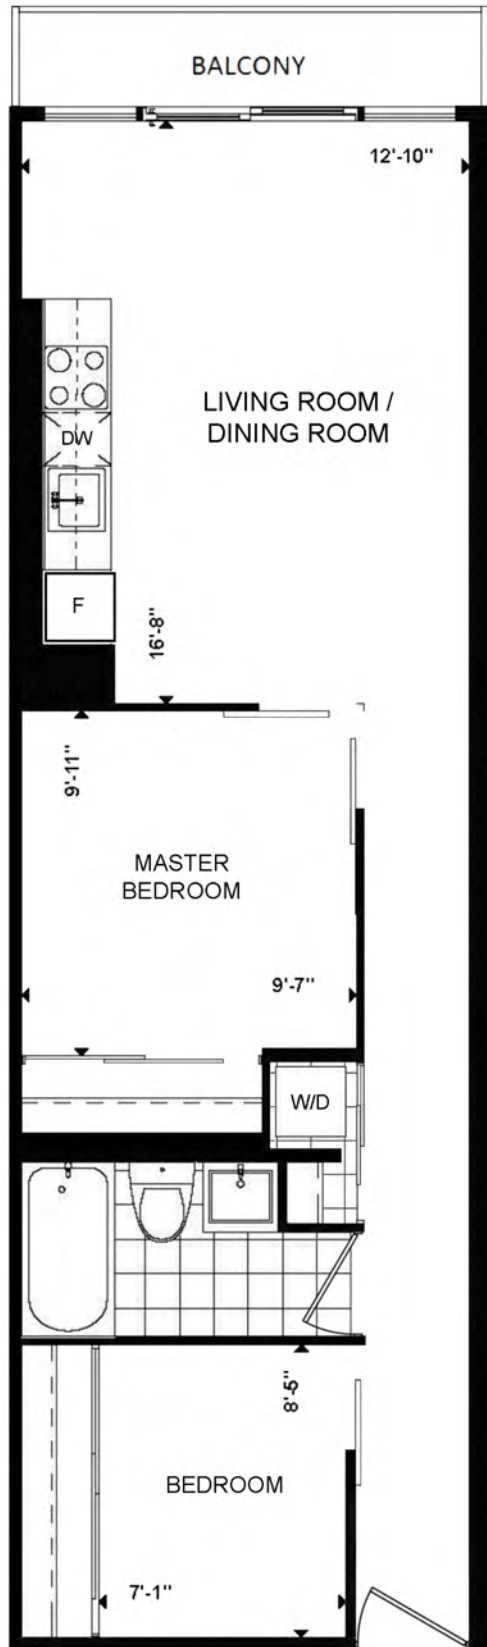 BALCONY
12'-10"
LIVING ROOM /
DINING ROOM
DW
F
16'-8"
9'-11"
MASTER
BEDROOM
9'-7"
W/D
8'-5"
BEDROOM
7'-1"